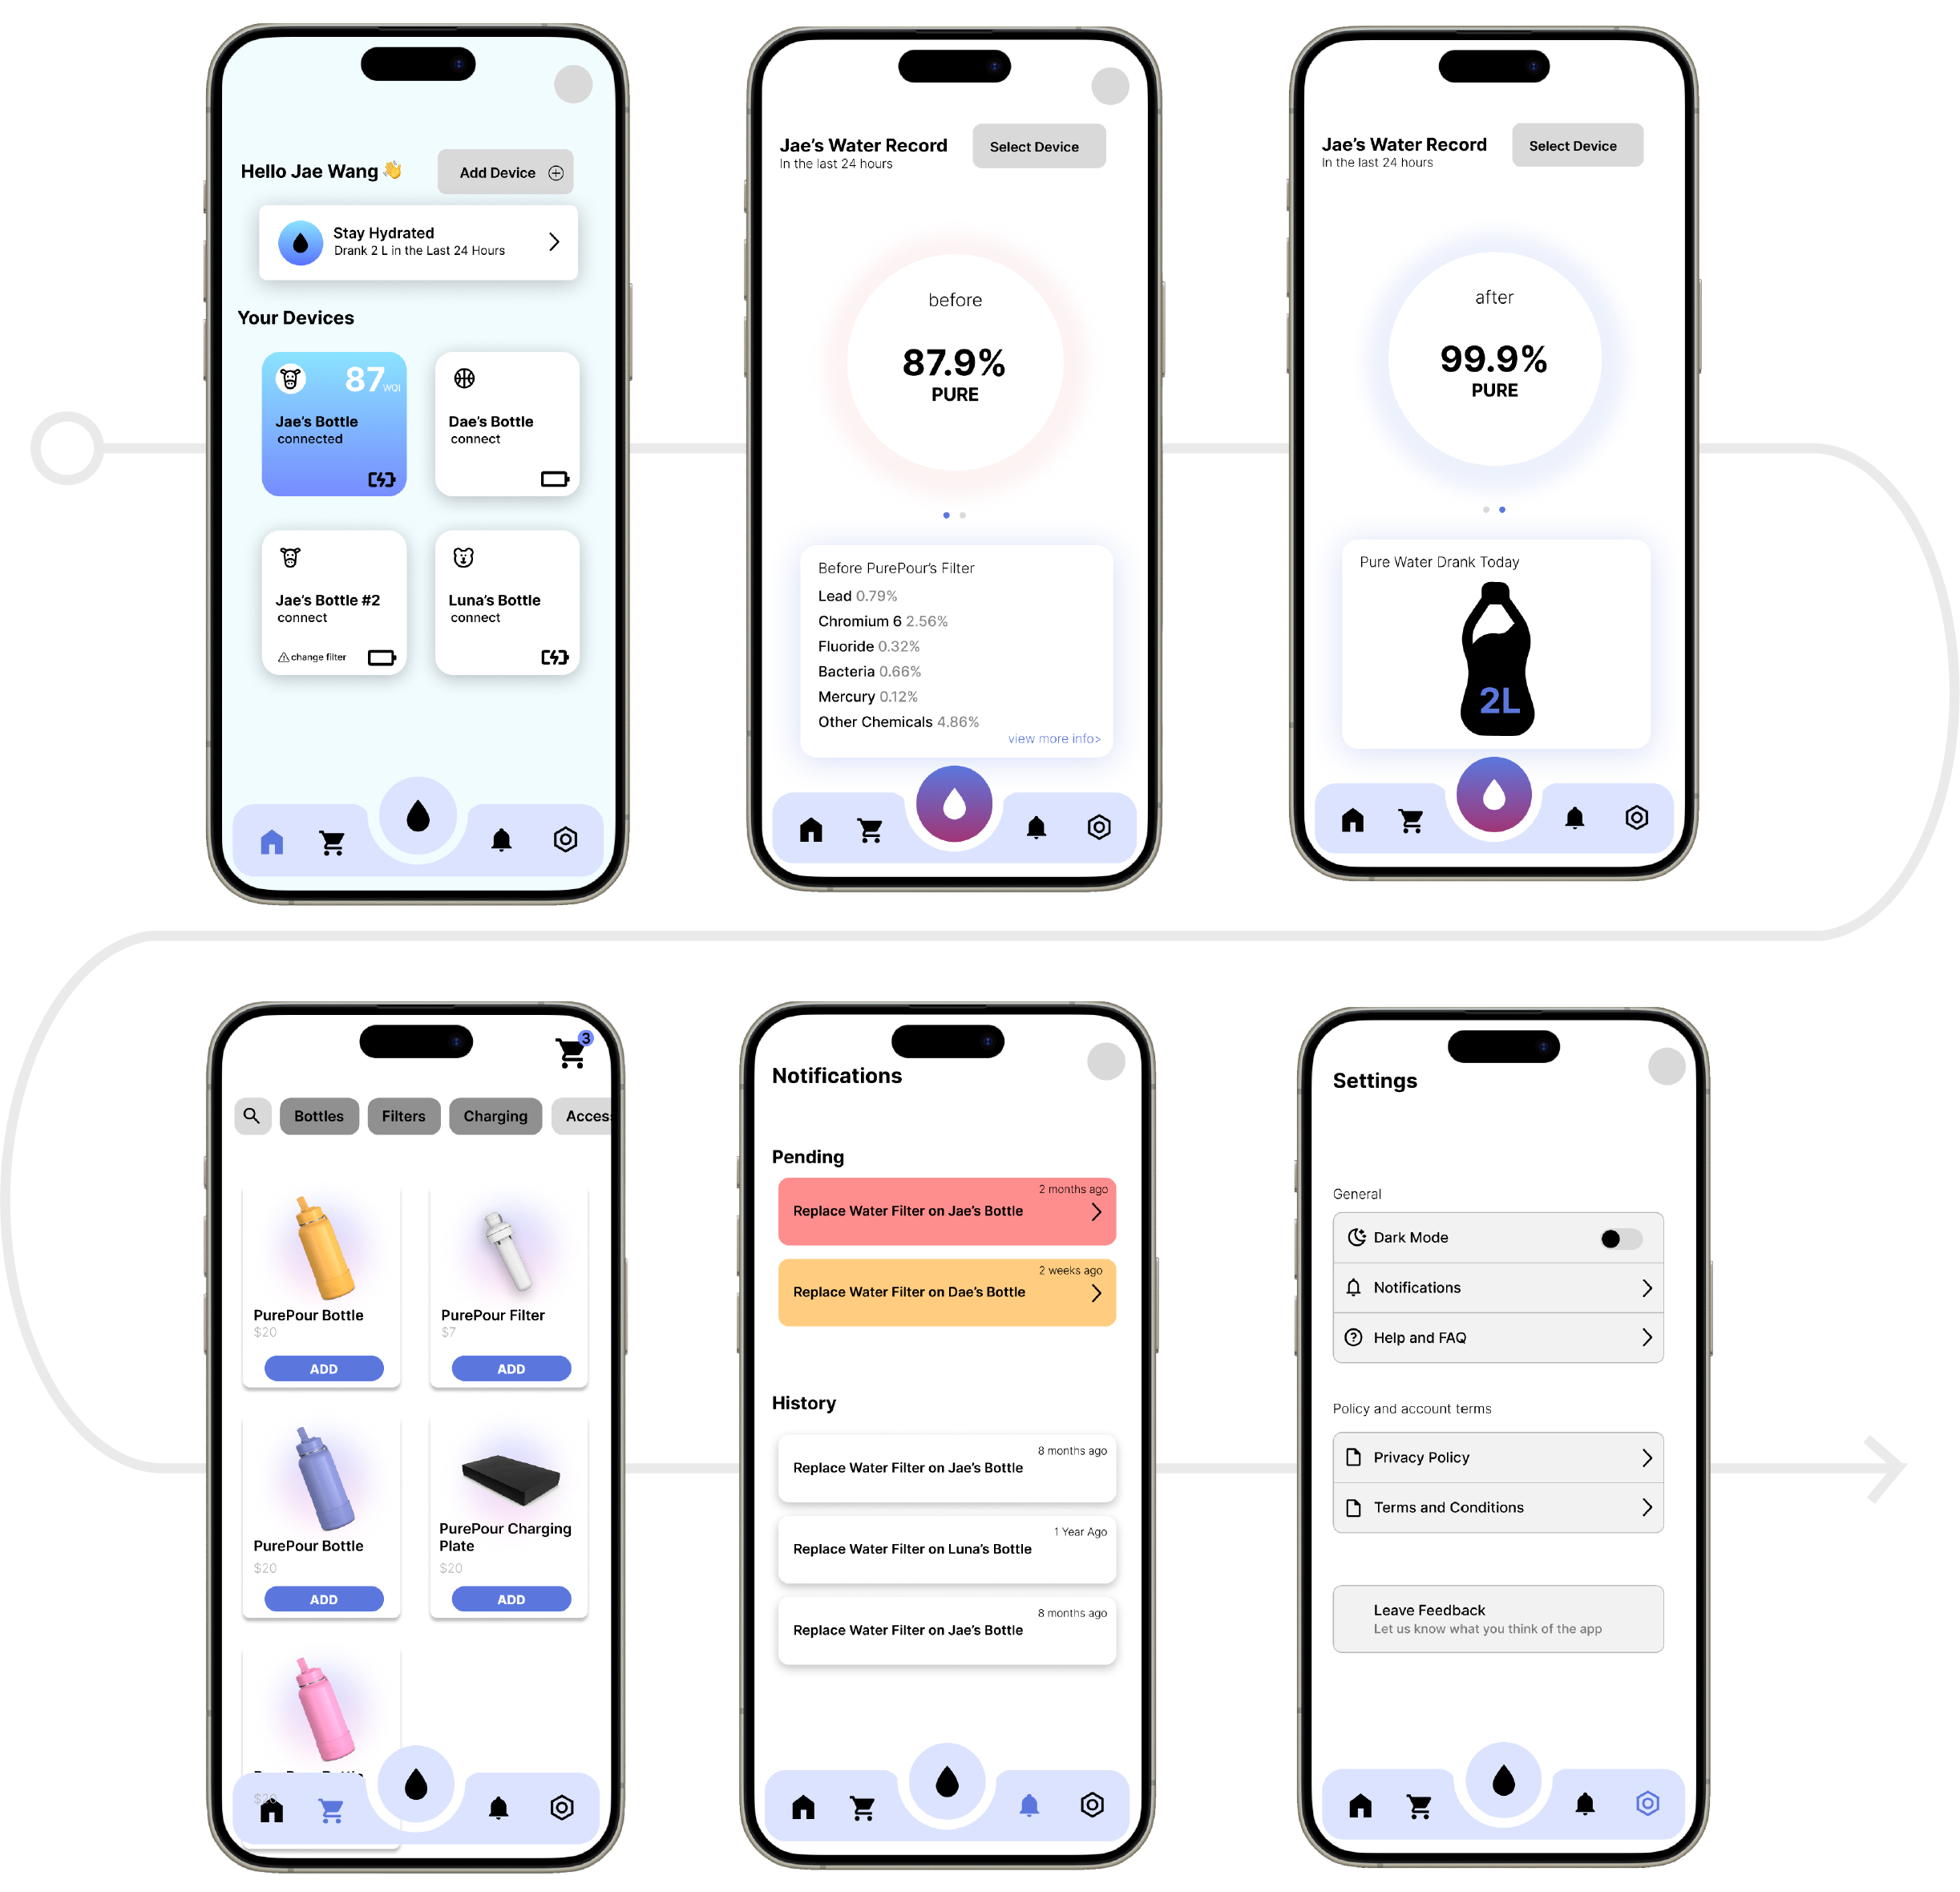 Hello Jae Wang 👋
Add Device
Stay Hydrated
Drank 2 L in the Last 24 Hours
Your Devices
87 WQI
Jae's Bottle
connected
Dae's Bottle
connect
Jae's Bottle #2
connect
change filter
Luna's Bottle
connect
Jae's Water Record
In the last 24 hours
Select Device
before
87.9%
PURE
Before PurePour's Filter
Lead 0.79%
Chromium 6 2.56%
Fluoride 0.32%
Bacteria 0.66%
Mercury 0.12%
Other Chemicals 4.86%
view more info>
Jae's Water Record
In the last 24 hours
Select Device
after
99.9%
PURE
Pure Water Drank Today
2L
3
Bottles
Filters
Charging
Access
PurePour Bottle
$20
ADD
PurePour Filter
$7
ADD
PurePour Bottle
$20
ADD
PurePour Charging
Plate
$20
ADD
$20
Notifications
Pending
2 months ago
Replace Water Filter on Jae's Bottle
2 weeks ago
Replace Water Filter on Dae's Bottle
History
8 months ago
Replace Water Filter on Jae's Bottle
1 Year Ago
Replace Water Filter on Luna's Bottle
8 months ago
Replace Water Filter on Jae's Bottle
Settings
General
Dark Mode
Notifications
Help and FAQ
Policy and account terms
Privacy Policy
Terms and Conditions
Leave Feedback
Let us know what you think of the app